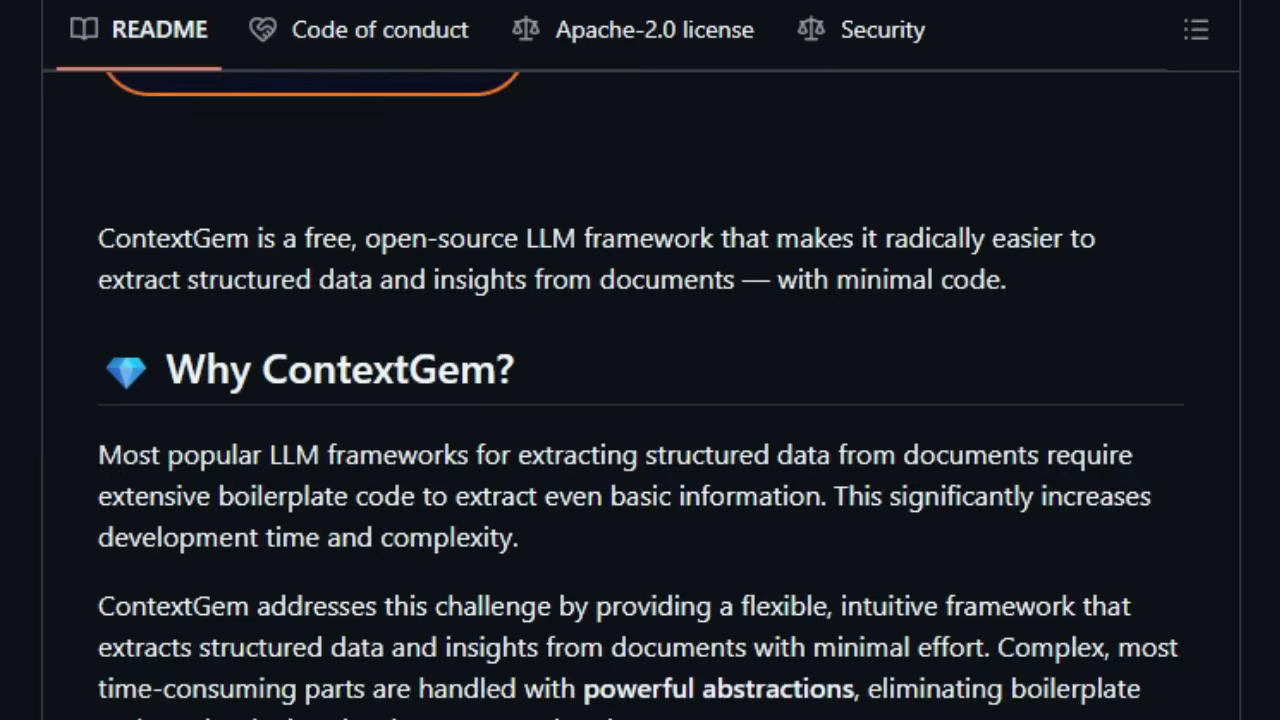 README Code of conduct Apache-2.0 license Security
ContextGem is a free, open-source LLM framework that makes it radically easier to
extract structured data and insights from documents — with minimal code.
💎 Why ContextGem?
Most popular LLM frameworks for extracting structured data from documents require
extensive boilerplate code to extract even basic information. This significantly increases
development time and complexity.
ContextGem addresses this challenge by providing a flexible, intuitive framework that
extracts structured data and insights from documents with minimal effort. Complex, most
time-consuming parts are handled with powerful abstractions, eliminating boilerplate